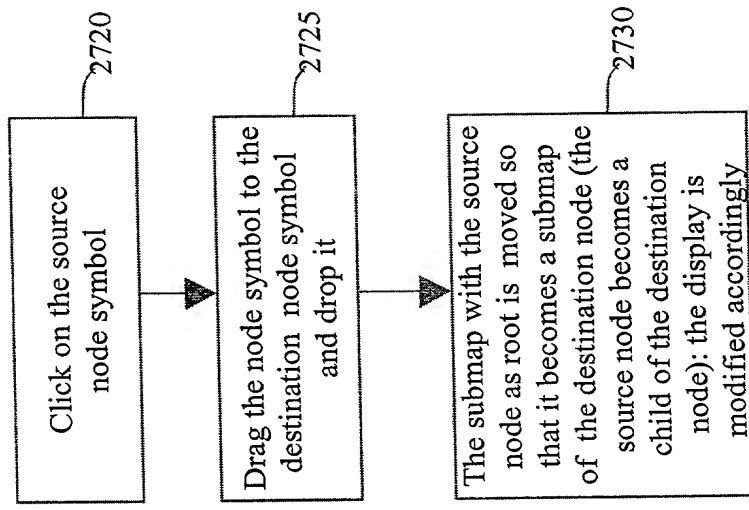 Click on the source
node symbol
2720
Drag the node symbol to the
destination node symbol
and drop it
2725
The submap with the source
node as root is moved so
that it becomes a submap
of the destination node (the
source node becomes a
child of the destination
node): the display is
modified accordingly
2730